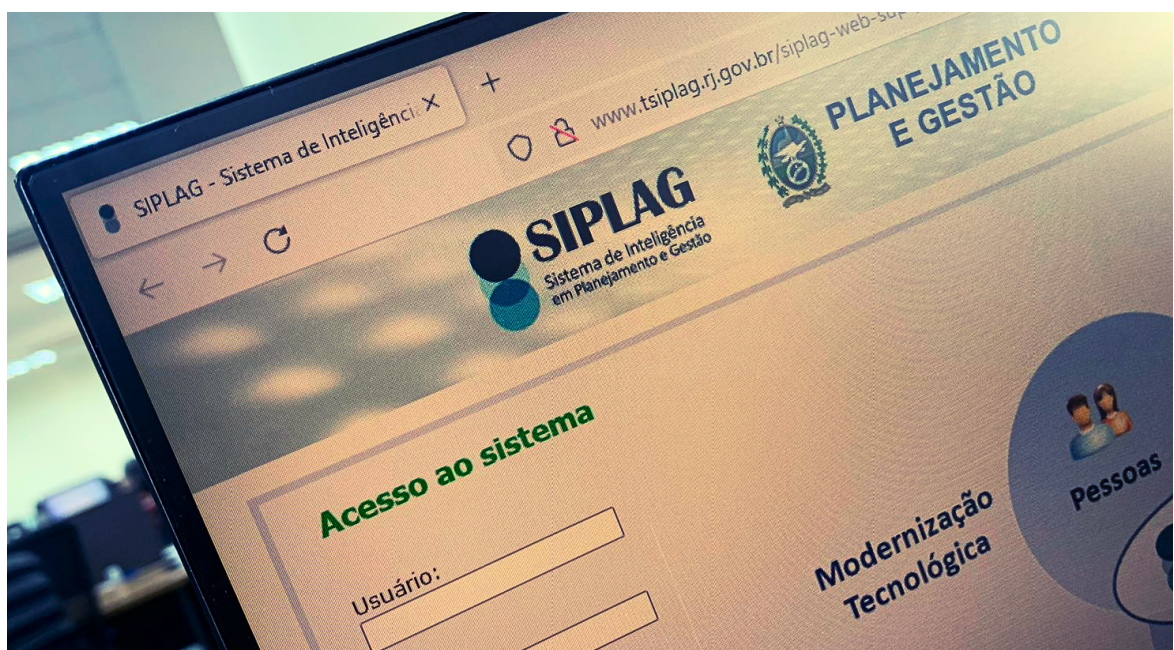 SIPLAG - Sistema de Inteligênci
www.tsiplag.rj.gov.br/siplag-web-sup
SIPLAG
Sistema de Inteligência
em Planejamento e Gestão
PLANEJAMENTO
E GESTÃO
Acesso ao sistema
Usuário:
Modernização
Tecnológica
Pessoas